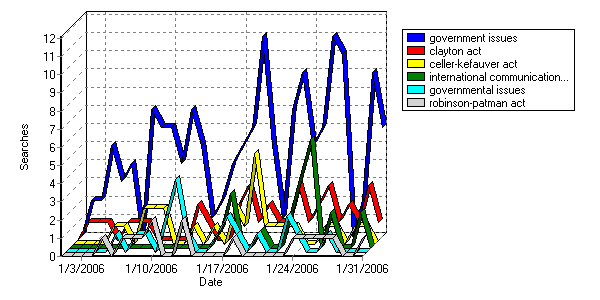 12
11
10
9
8
7
6
5
4
3
2
1
0
Searches
1/3/2006 1/10/2006 1/17/2006 1/24/2006 1/31/2006
Date
government issues
clayton act
celler-kefauver act
international communication...
governmental issues
robinson-patman act